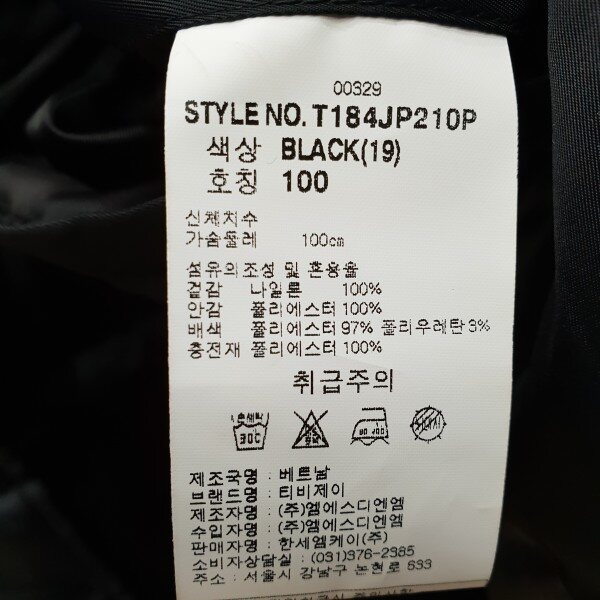 00329
STYLE NO. T184JP210P
색상 BLACK(19)
호칭 100
신체치수
가슴둘레 100cm
섬유의조성 및 혼용율
겉감 나일론 100%
안감 폴리에스터 100%
배색 폴리에스터 97% 폴리우레탄 3%
충전재 폴리에스터 100%
취급주의
손세탁
30℃
제조국명 : 베트남
브랜드명 : 티비제이
제조자명 : (주)엠에스디엔엠
수입자명 : (주)엠에스디엔엠
판매자명 : 한세엠케이(주)
소비자상담실 : (031)376-2385
주소 : 서울시 강남구 논현로 633